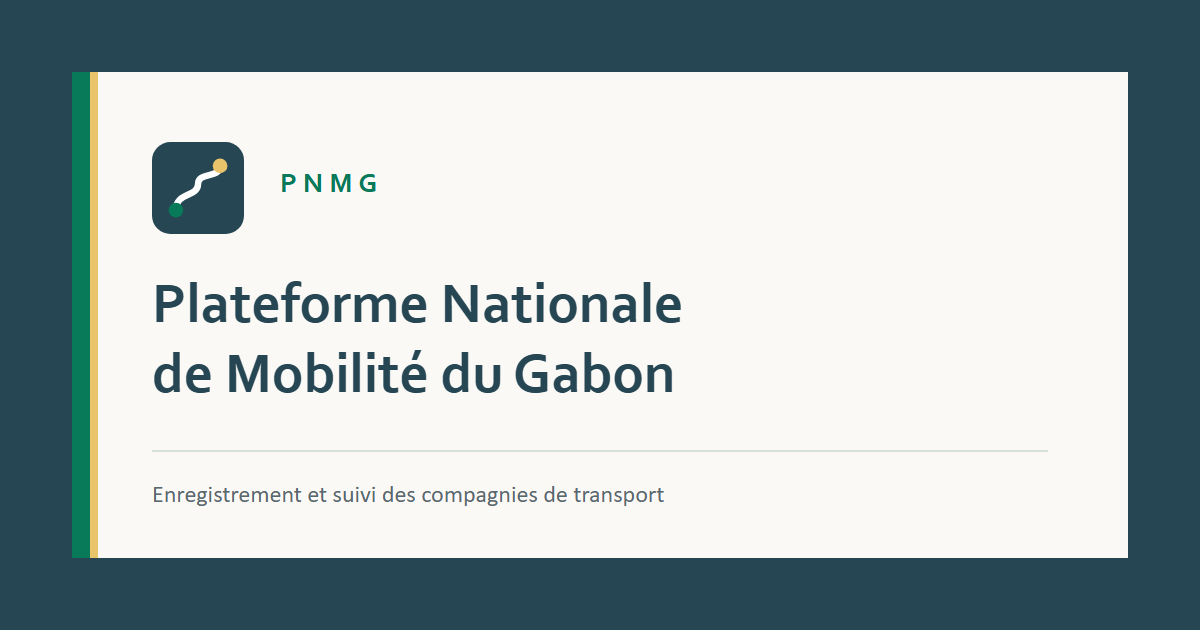 PNMG
Plateforme Nationale
de Mobilité du Gabon
Enregistrement et suivi des compagnies de transport